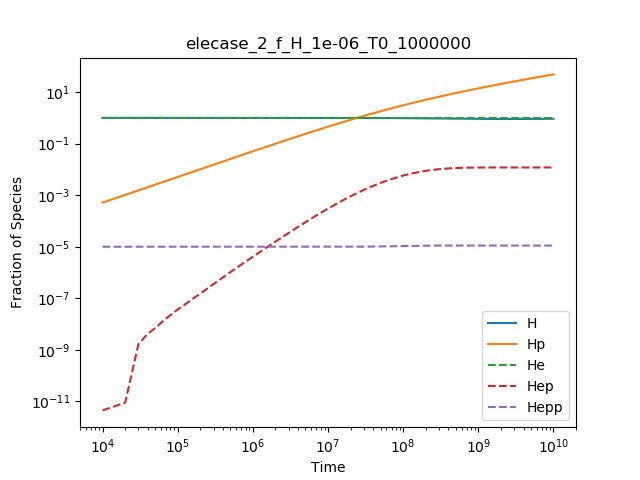 elecase_2_f_H_1e-06_T0_1000000
Fraction of Species
10^1
10^-1
10^-3
10^-5
10^-7
10^-9
10^-11
H
Hp
He
Hep
Hepp
10^4 10^5 10^6 10^7 10^8 10^9 10^10
Time